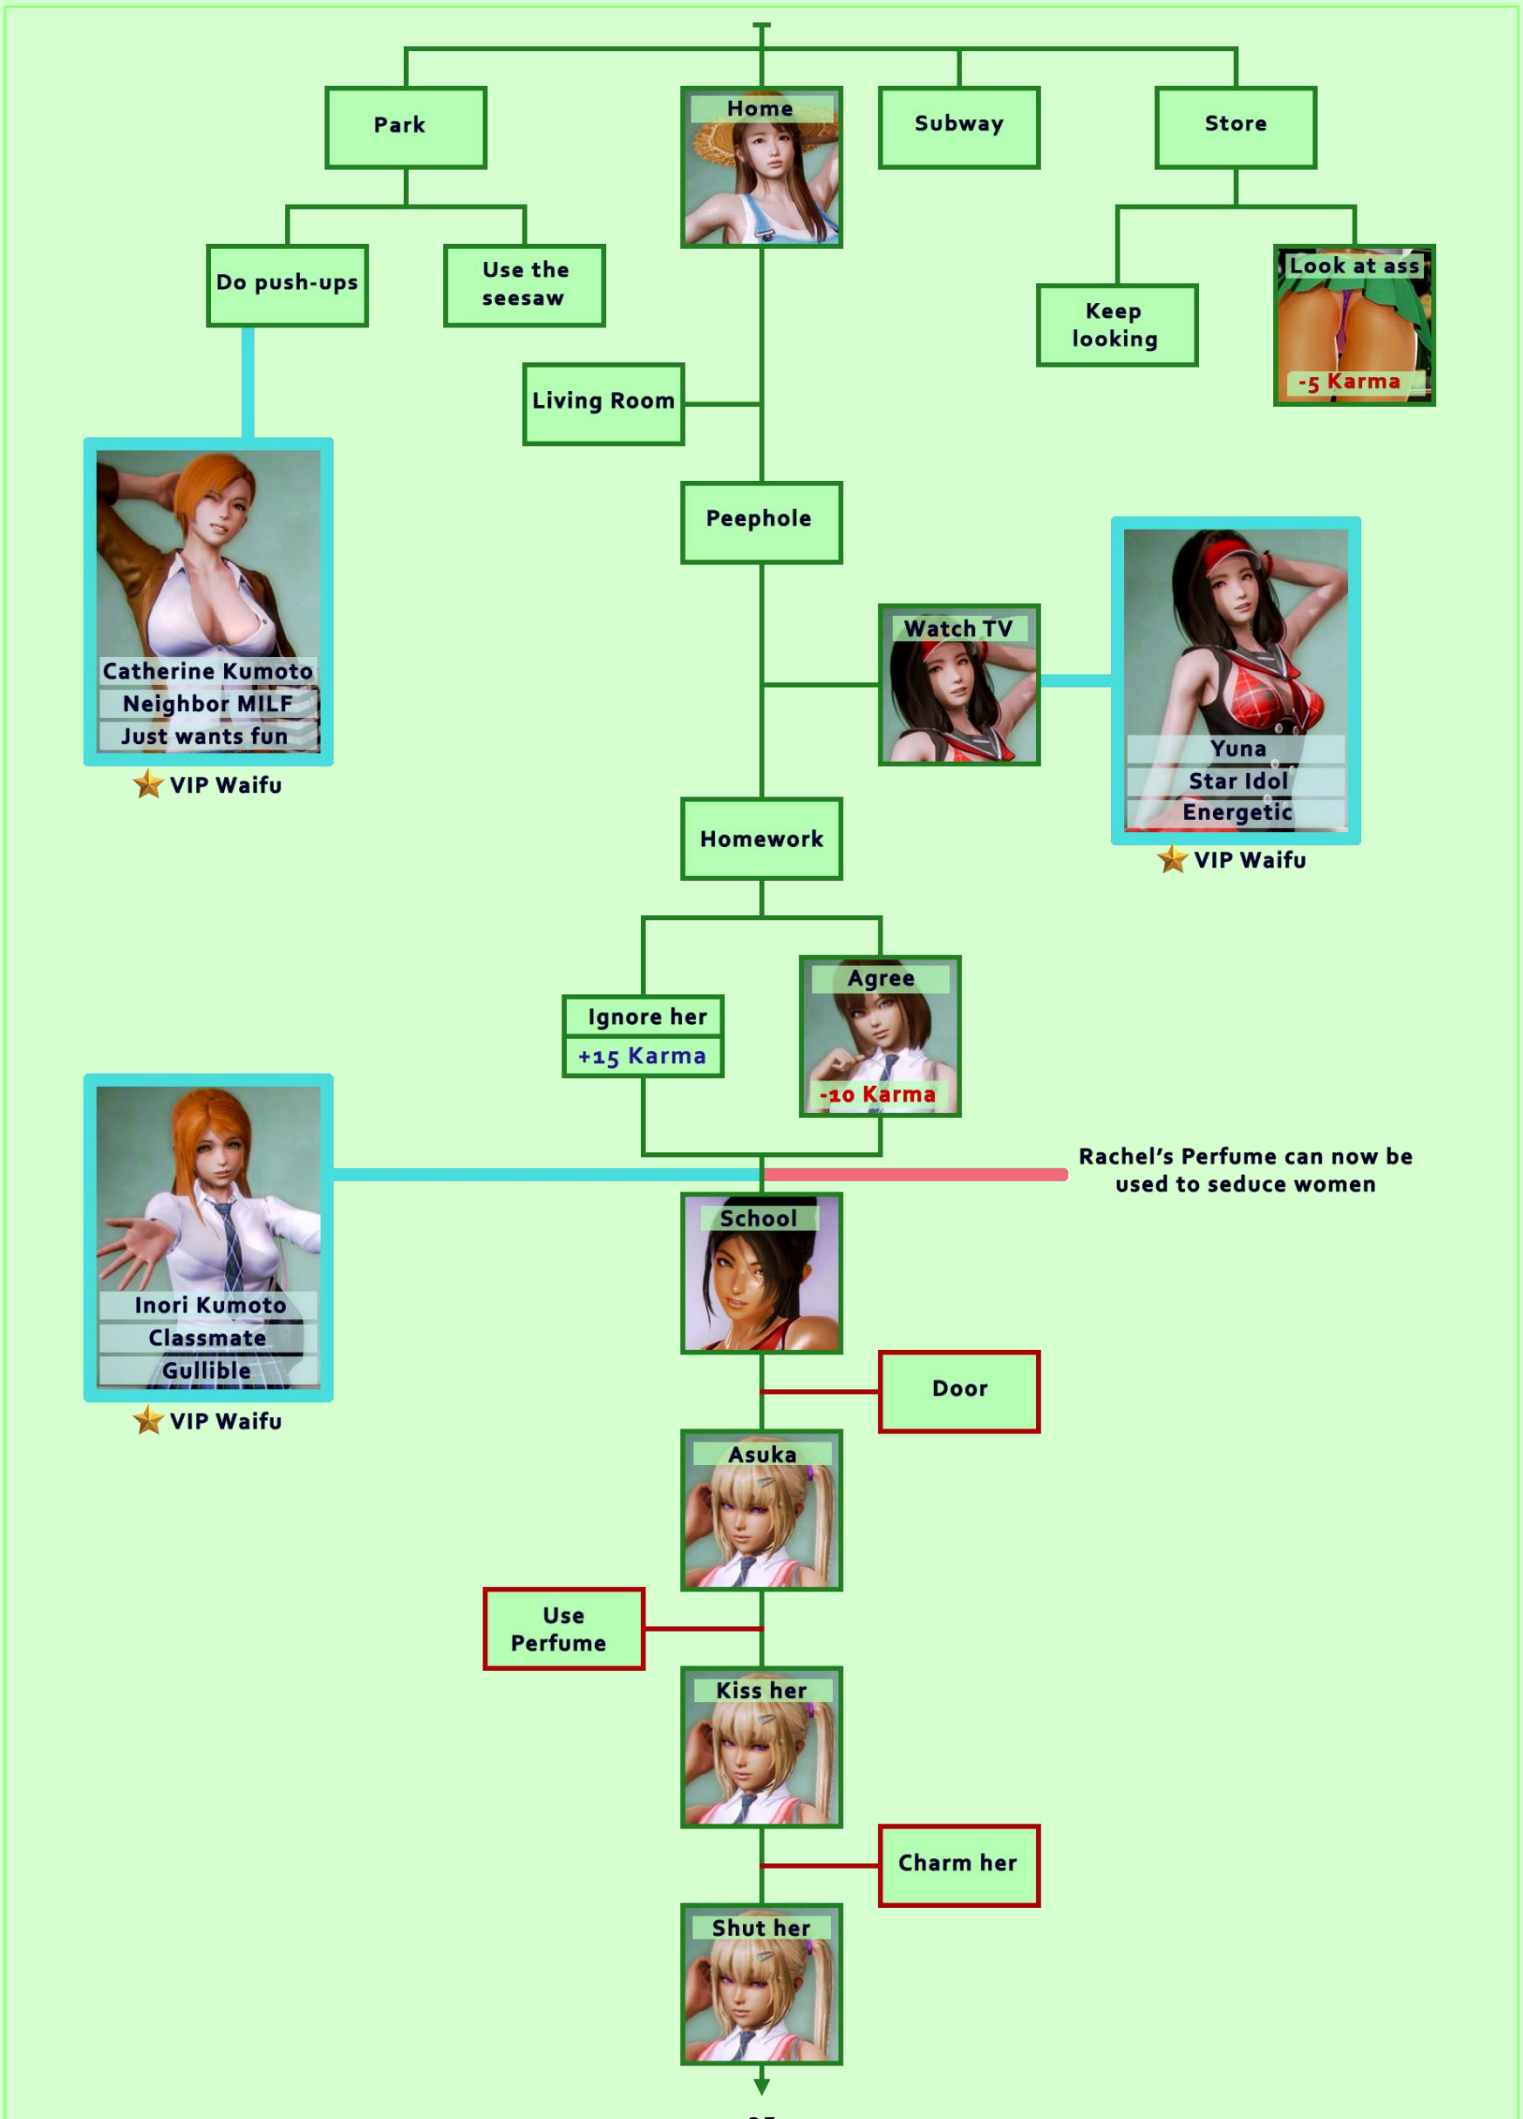 Park
Home
Subway
Store
Do push-ups
Use the
seesaw
Keep
looking
Look at ass
-5 Karma
Living Room
Peephole
Catherine Kumoto
Neighbor MILF
Just wants fun
VIP Waifu
Watch TV
Yuna
Star Idol
Energetic
VIP Waifu
Homework
Ignore her
+15 Karma
Agree
-10 Karma
Rachel's Perfume can now be
used to seduce women
Inori Kumoto
Classmate
Gullible
VIP Waifu
School
Door
Asuka
Use
Perfume
Kiss her
Charm her
Shut her